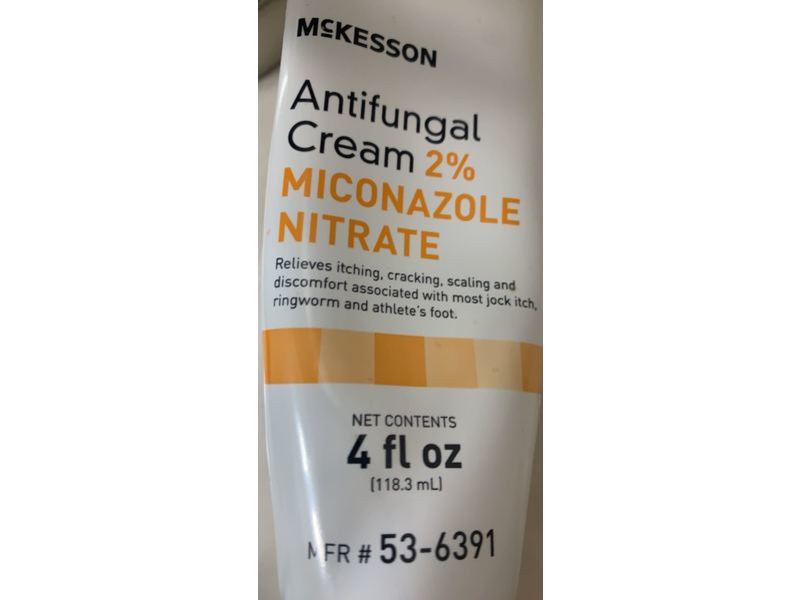 McKESSON
Antifungal
Cream 2%
MICONAZOLE
NITRATE
Relieves itching, cracking, scaling and
discomfort associated with most jock itch,
ringworm and athlete's foot.
NET CONTENTS
4 fl oz
(118.3 mL)
MFR # 53-6391